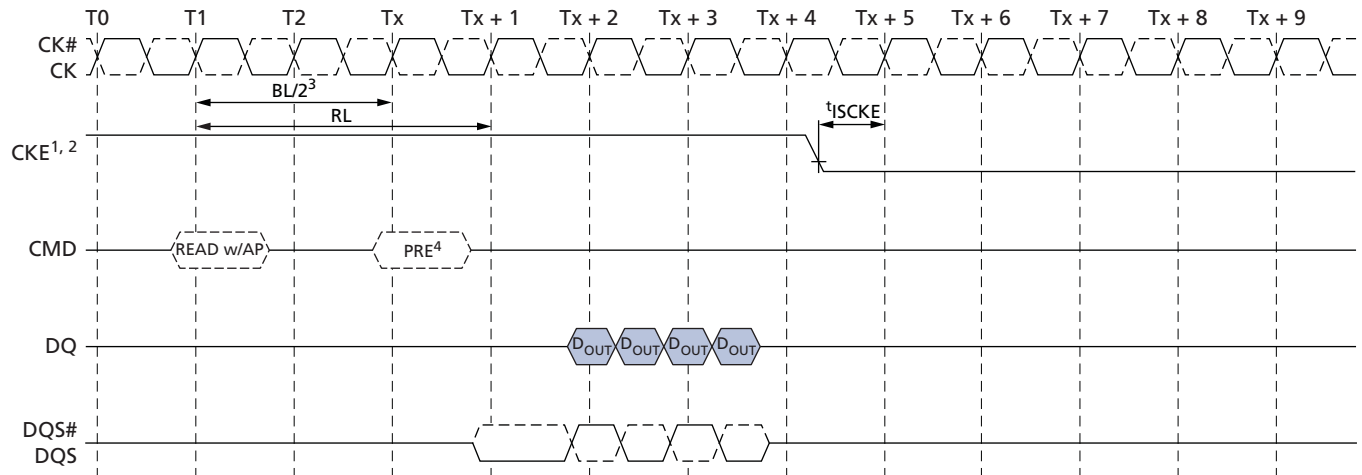 T0 T1 T2 Tx Tx + 1 Tx + 2 Tx + 3 Tx + 4 Tx + 5 Tx + 6 Tx + 7 Tx + 8 Tx + 9
CK#
CK
BL/2³
RL
ᵗISCKE
CKE¹, ²
CMD
READ w/AP
PRE⁴
DQ
DOUT DOUT DOUT DOUT
DQS#
DQS